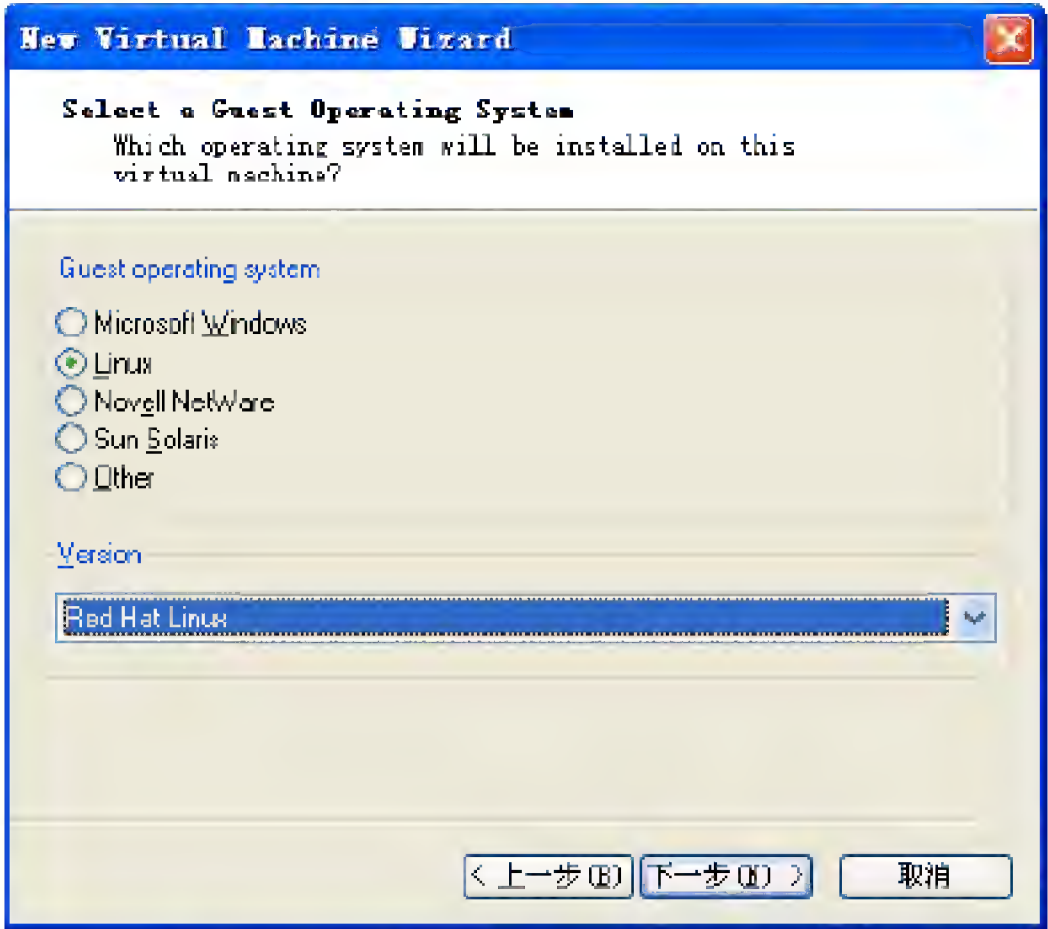 New Virtual Machine Wizard
Select a Guest Operating System
Which operating system will be installed on this
virtual machine?
Guest operating system
Microsoft Windows
Linux
Novell NetWare
Sun Solaris
Other
Version
Red Hat Linux
< 上一步(B) 下一步(N) > 取消